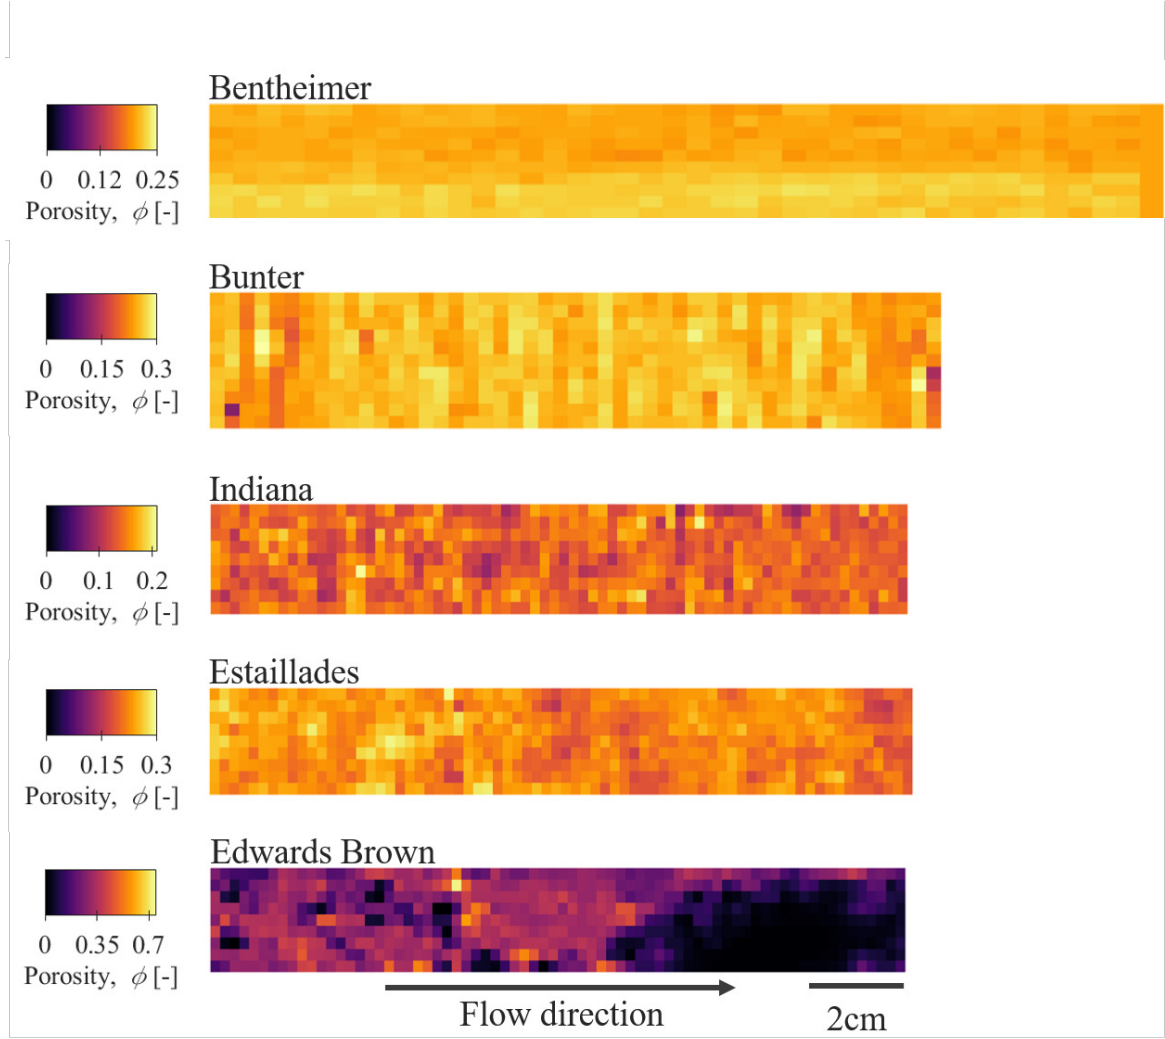 Bentheimer
0 0.12 0.25
Porosity, ϕ [-]
Bunter
0 0.15 0.3
Porosity, ϕ [-]
Indiana
0 0.1 0.2
Porosity, ϕ [-]
Estaillades
0 0.15 0.3
Porosity, ϕ [-]
Edwards Brown
0 0.35 0.7
Porosity, ϕ [-]
Flow direction
2cm